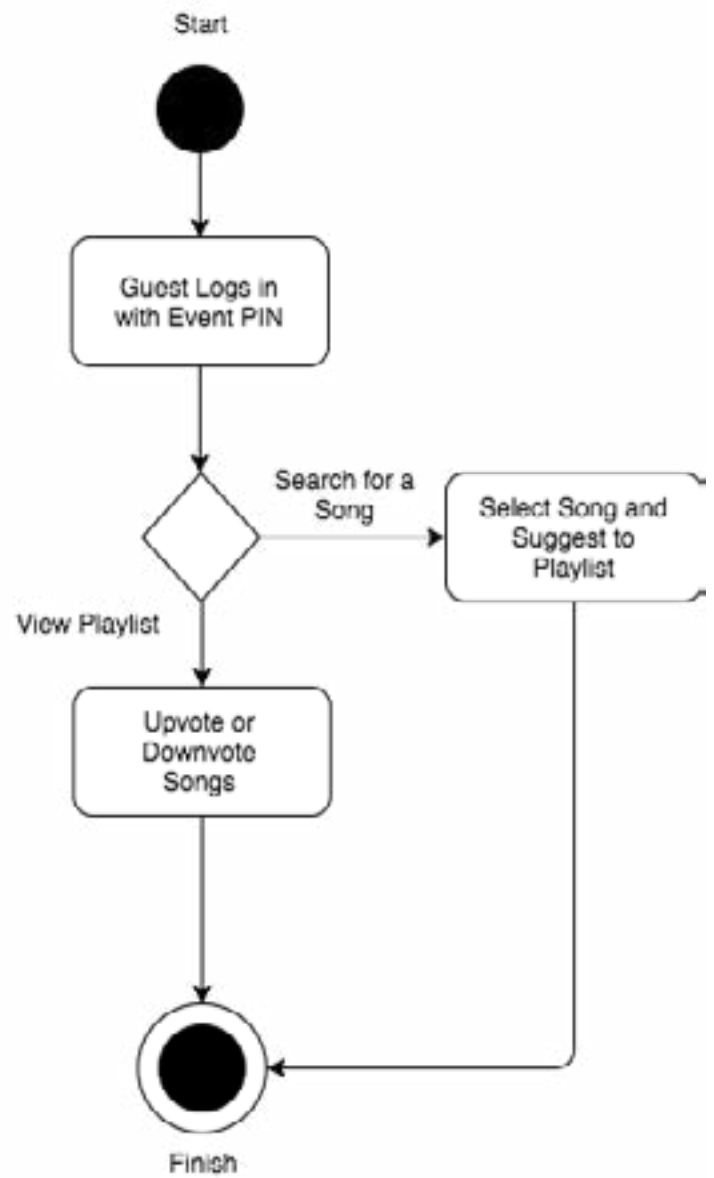 Start
Guest Logs in
with Event PIN
Search for a
Song
Select Song and
Suggest to
Playlist
View Playlist
Upvote or
Downvote
Songs
Finish